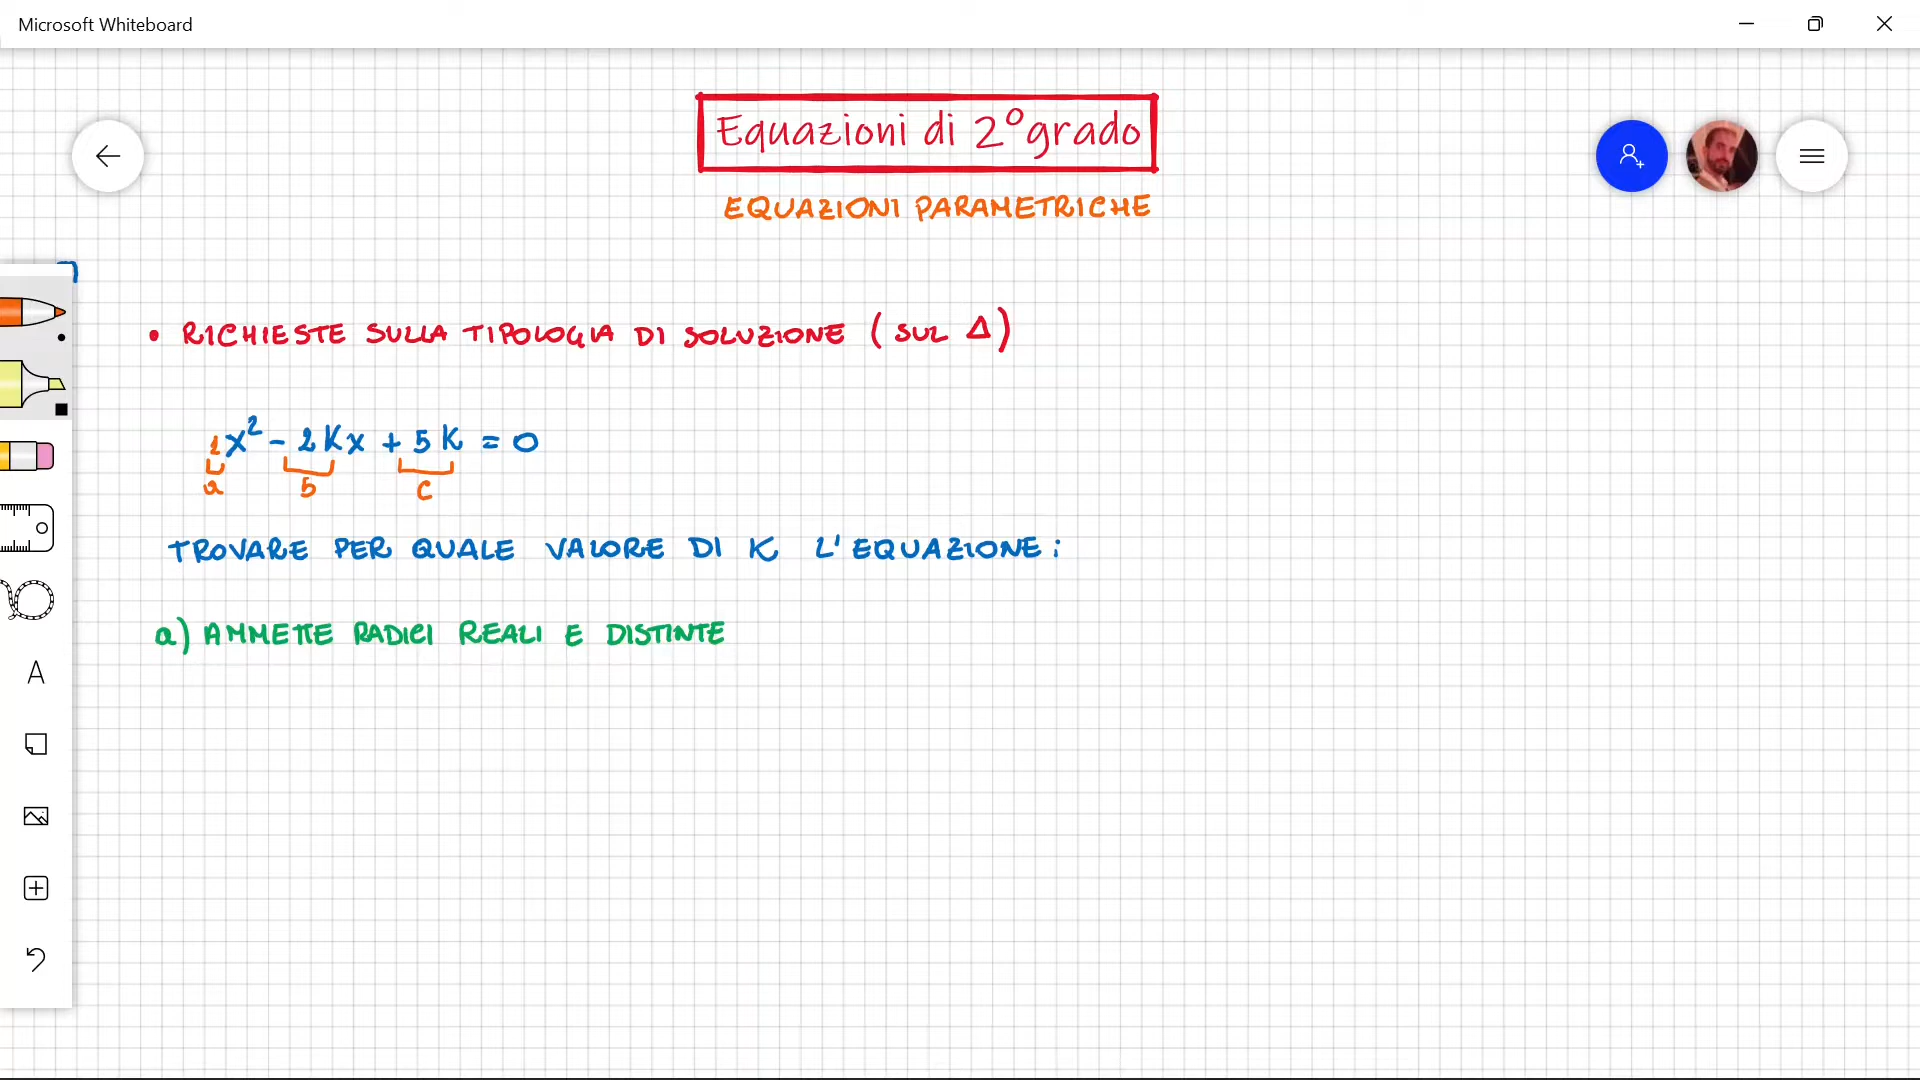 Microsoft Whiteboard
Equazioni di 2° grado
EQUAZIONI PARAMETRICHE
• RICHIESTE SULLA TIPOLOGIA DI SOLUZIONE (SUL Δ)
1x² - 2Kx + 5K = 0
a b c
TROVARE PER QUALE VALORE DI K L'EQUAZIONE:
a) AMMETTE RADICI REALI E DISTINTE
A